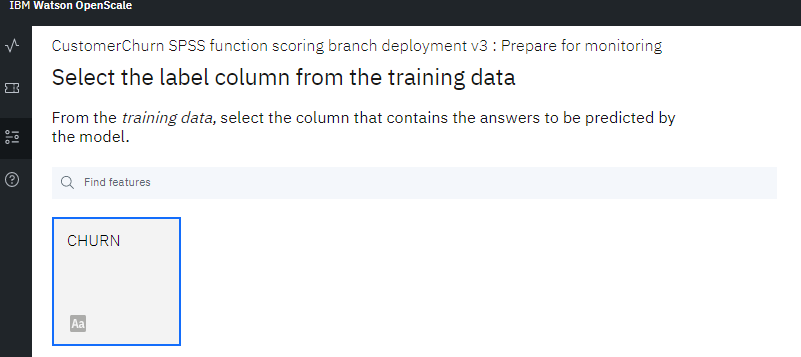 IBM Watson OpenScale
CustomerChurn SPSS function scoring branch deployment v3 : Prepare for monitoring
Select the label column from the training data
From the training data, select the column that contains the answers to be predicted by
the model.
Find features
CHURN
Aa